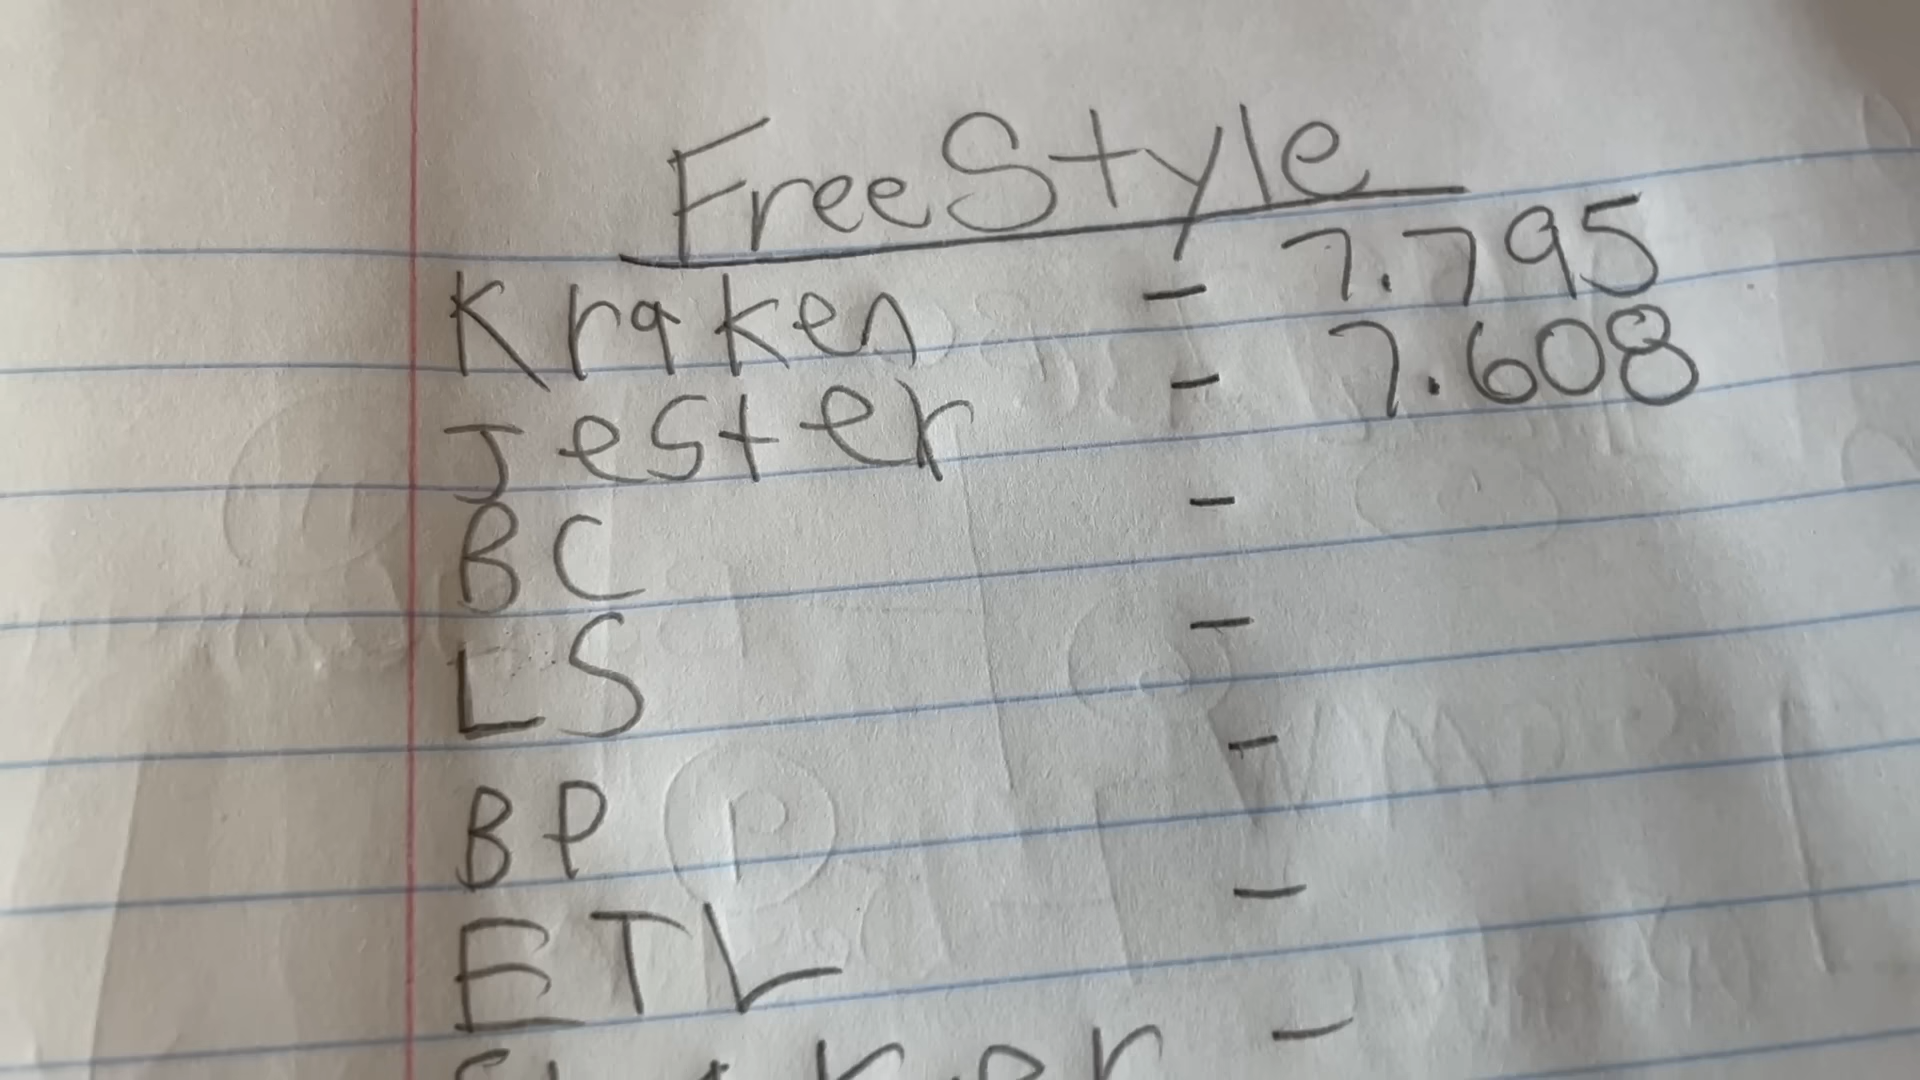 FreeStyle
Kraken - 7.795
Jester - 7.608
BC -
LS -
BP -
ETL -
-